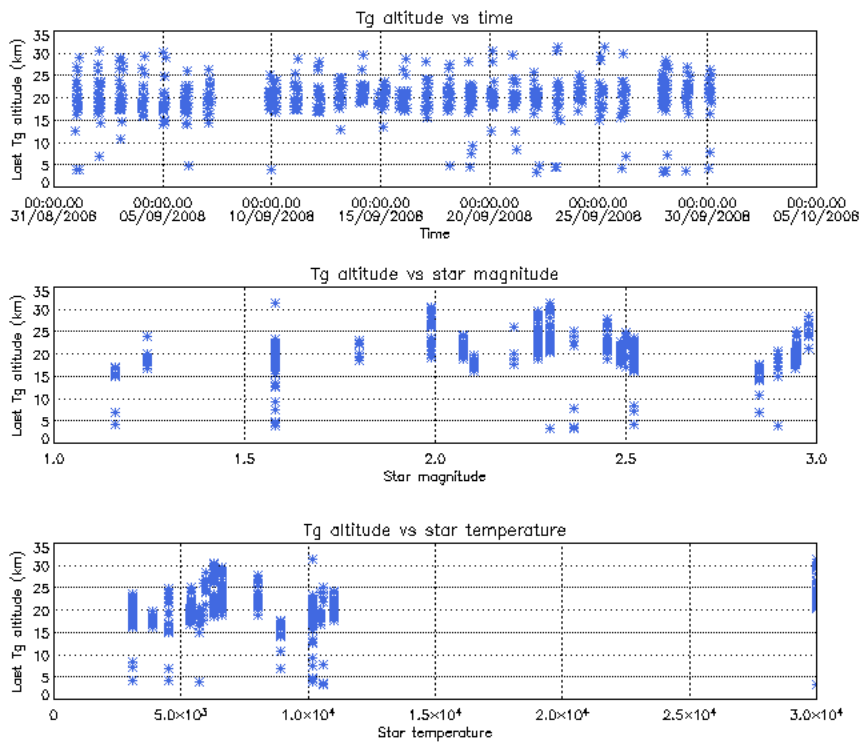 Tg altitude vs time
Last Tg altitude (km)
35
30
25
20
15
10
5
0
00:00.00 00:00.00 00:00.00 00:00.00 00:00.00 00:00.00 00:00.00 00:00.00
31/08/2008 05/09/2008 10/09/2008 15/09/2008 20/09/2008 25/09/2008 30/09/2008 05/10/2008
Time
Tg altitude vs star magnitude
Last Tg altitude (km)
35
30
25
20
15
10
5
0
1.0 1.5 2.0 2.5 3.0
Star magnitude
Tg altitude vs star temperature
Last Tg altitude (km)
35
30
25
20
15
10
5
0
0 5.0×10³ 1.0×10⁴ 1.5×10⁴ 2.0×10⁴ 2.5×10⁴ 3.0×10⁴
Star temperature